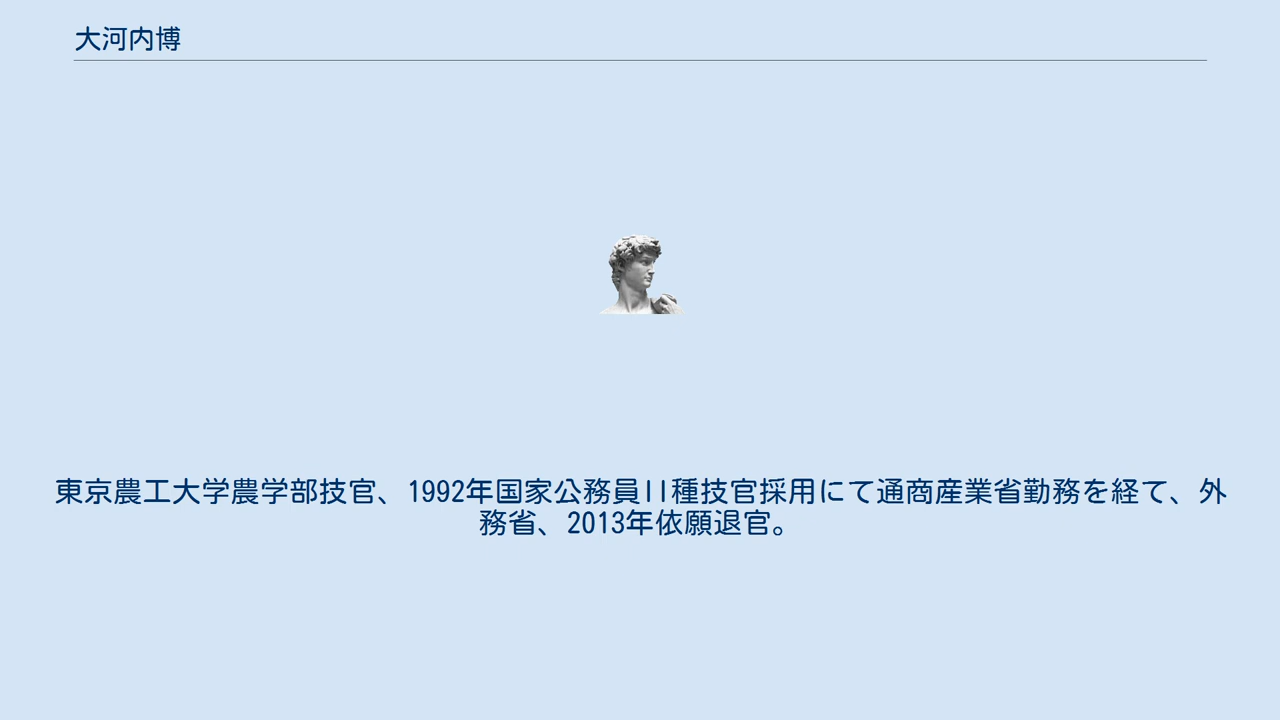 大河内博
東京農工大学農学部技官、1992年国家公務員II種技官採用にて通商産業省勤務を経て、外
務省、2013年依願退官。